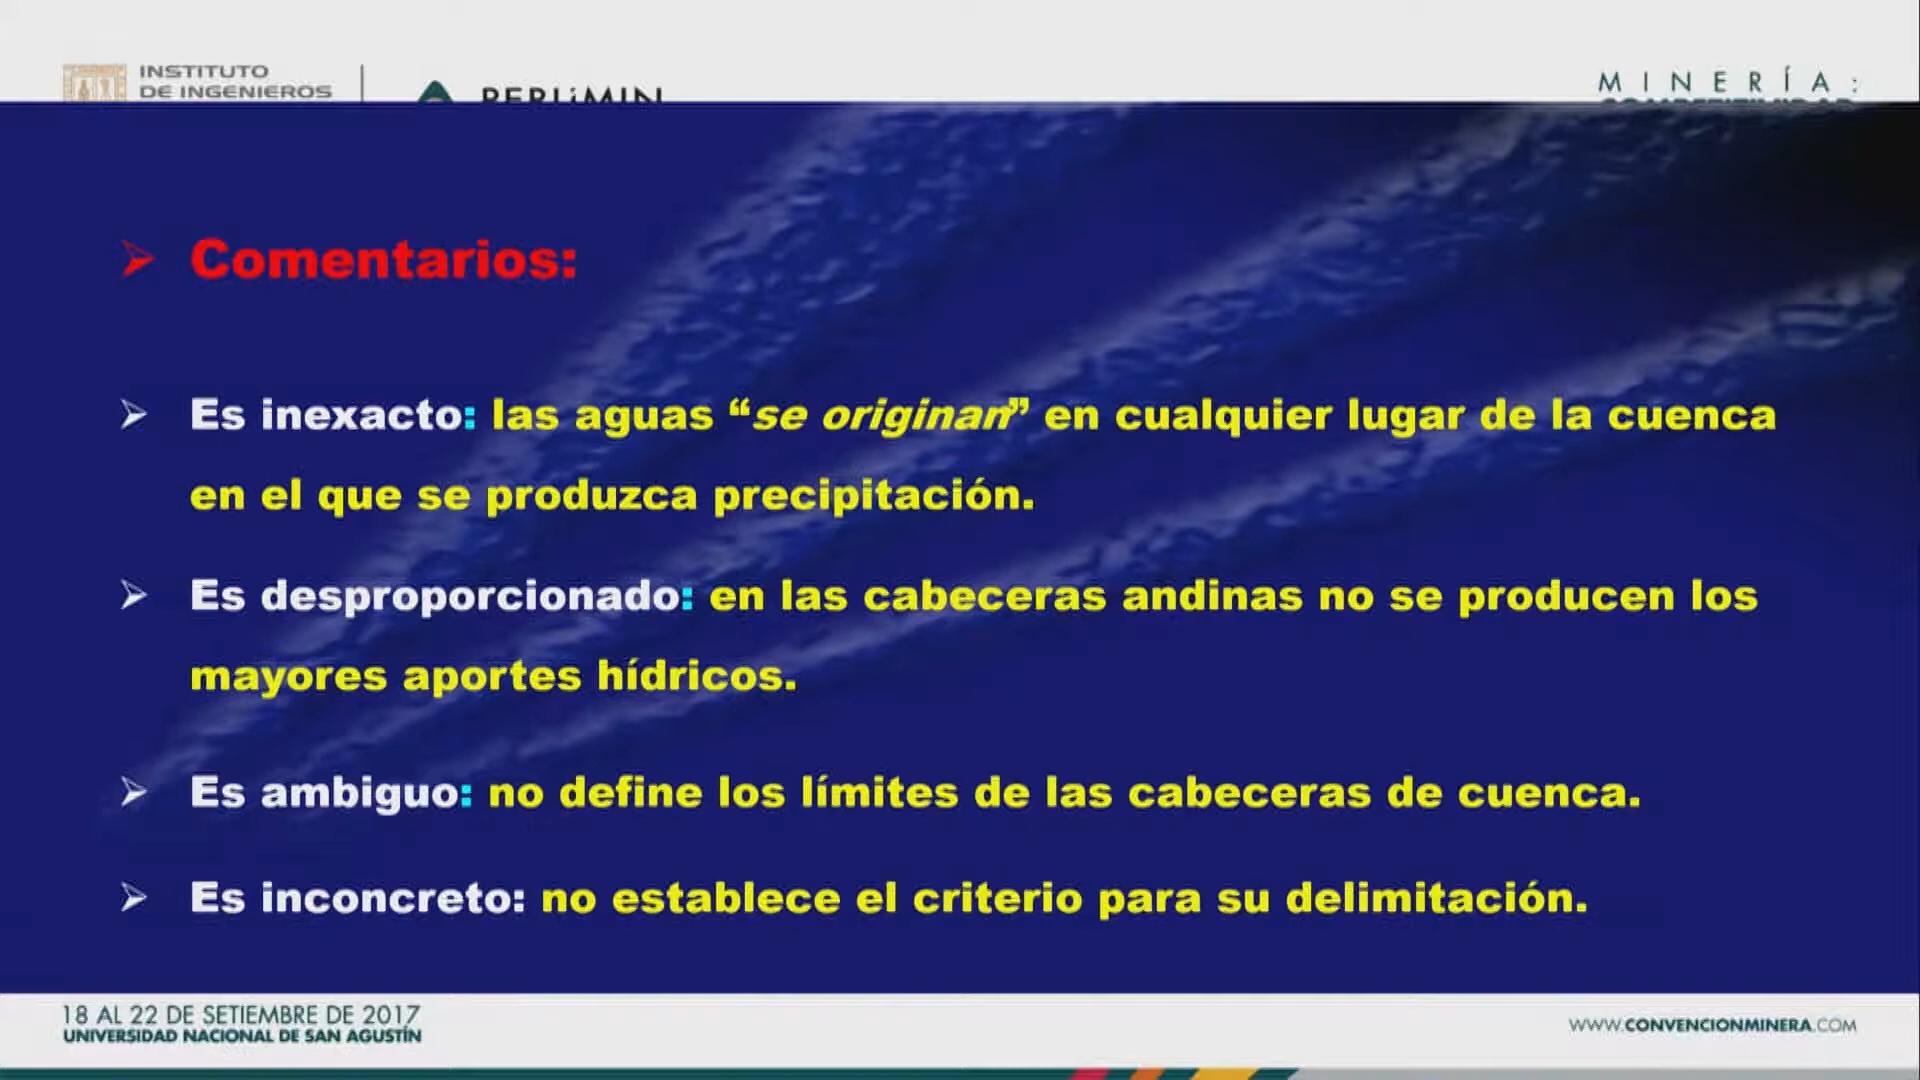 INSTITUTO
DE INGENIEROS
PERÚMIN
MINERÍA:
COMPETITIVIDAD
Comentarios:
Es inexacto: las aguas “se originan” en cualquier lugar de la cuenca
en el que se produzca precipitación.
Es desproporcionado: en las cabeceras andinas no se producen los
mayores aportes hídricos.
Es ambiguo: no define los límites de las cabeceras de cuenca.
Es inconcreto: no establece el criterio para su delimitación.
18 AL 22 DE SETIEMBRE DE 2017
UNIVERSIDAD NACIONAL DE SAN AGUSTÍN
WWW.CONVENCIONMINERA.COM